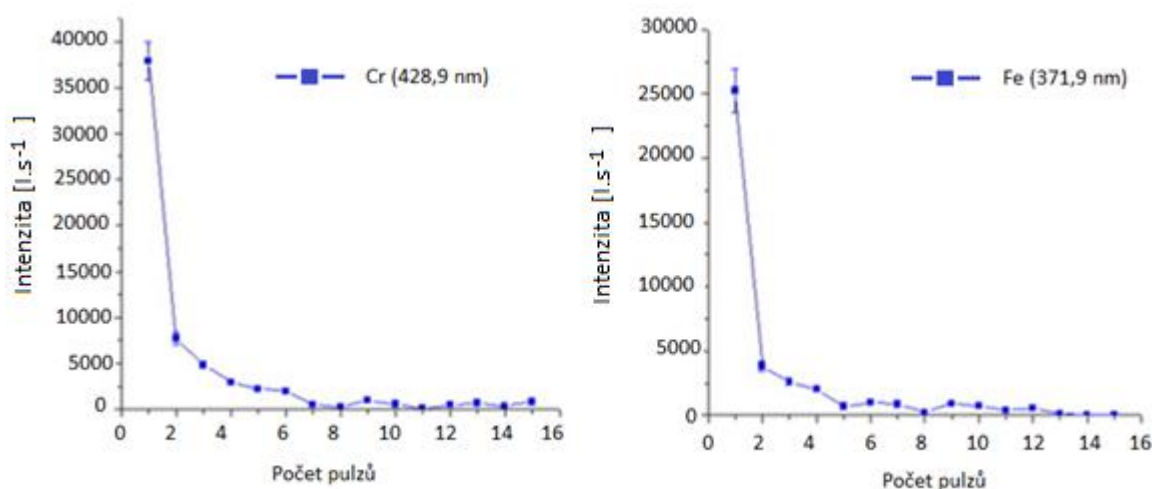 40000
35000
30000
25000
20000
15000
10000
5000
0
Intenzita [I.s⁻¹ ]
Cr (428,9 nm)
0 2 4 6 8 10 12 14 16
Počet pulzů
30000
25000
20000
15000
10000
5000
0
Intenzita [I.s⁻¹ ]
Fe (371,9 nm)
0 2 4 6 8 10 12 14 16
Počet pulzů